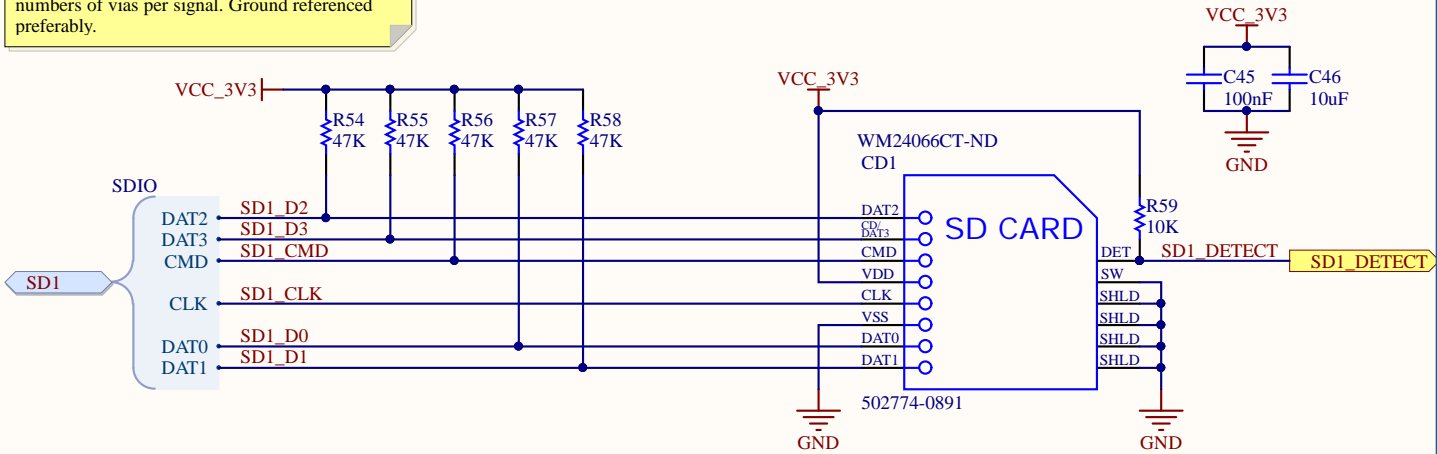 numbers of vias per signal. Ground referenced
preferably.
VCC_3V3
R54
47K
R55
47K
R56
47K
R57
47K
R58
47K
VCC_3V3
VCC_3V3
C45
100nF
C46
10uF
GND
WM24066CT-ND
CD1
SD CARD
SDIO
SD1
DAT2
DAT3
CMD
CLK
DAT0
DAT1
SD1_D2
SD1_D3
SD1_CMD
SD1_CLK
SD1_D0
SD1_D1
DAT2
CD/
DAT3
CMD
VDD
CLK
VSS
DAT0
DAT1
DET
SW
SHLD
SHLD
SHLD
SHLD
R59
10K
SD1_DETECT
SD1_DETECT
502774-0891
GND
GND